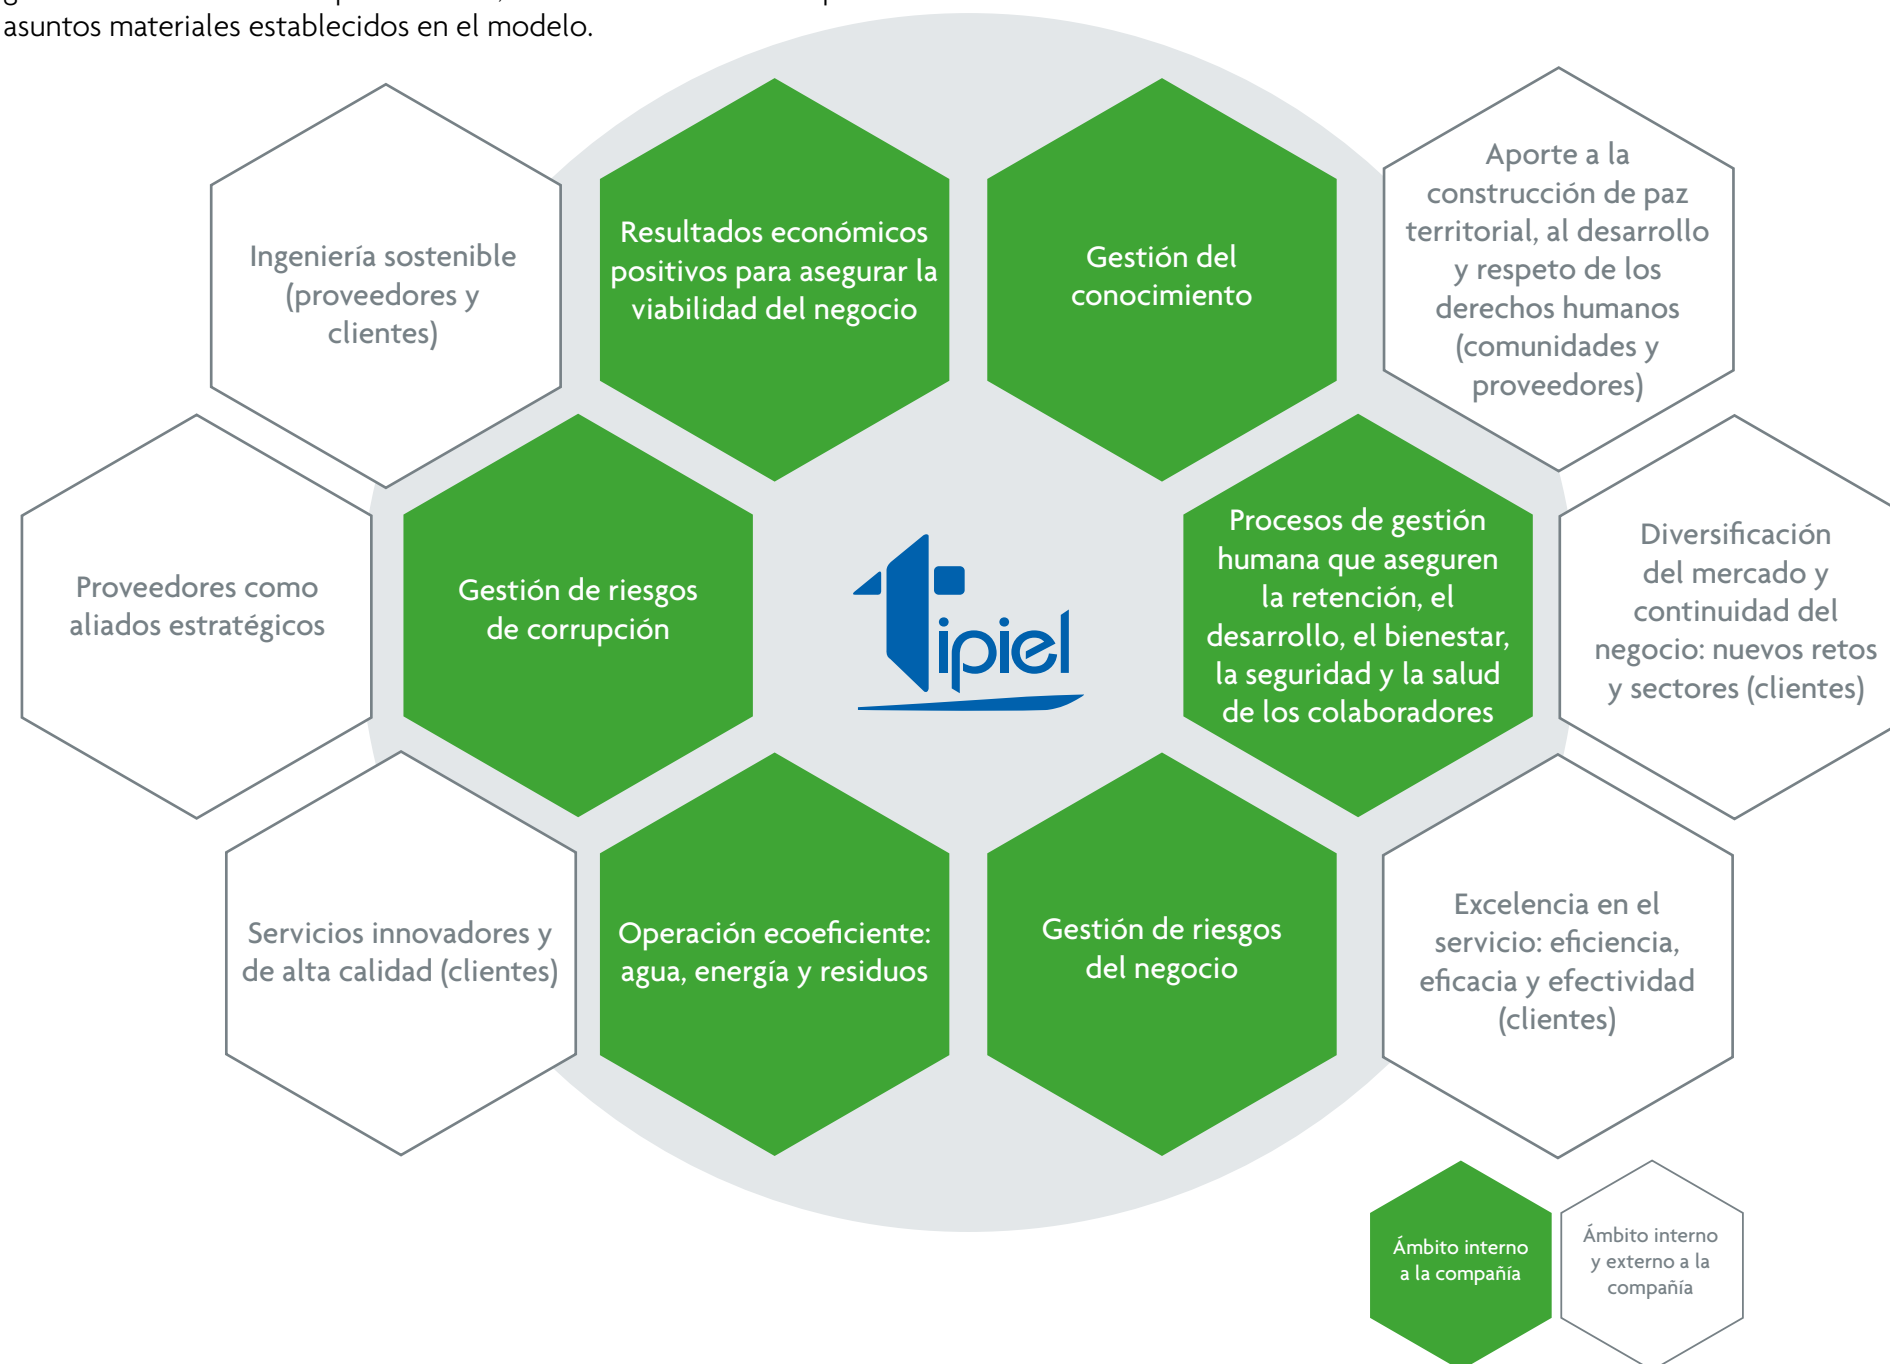 asuntos materiales establecidos en el modelo.
Ingeniería sostenible
(proveedores y
clientes)
Resultados económicos
positivos para asegurar la
viabilidad del negocio
Gestión del
conocimiento
Aporte a la
construcción de paz
territorial, al desarrollo
y respeto de los
derechos humanos
(comunidades y
proveedores)
Proveedores como
aliados estratégicos
Gestión de riesgos
de corrupción
tipiel
Procesos de gestión
humana que aseguren
la retención, el
desarrollo, el bienestar,
la seguridad y la salud
de los colaboradores
Diversificación
del mercado y
continuidad del
negocio: nuevos retos
y sectores (clientes)
Servicios innovadores y
de alta calidad (clientes)
Operación ecoeficiente:
agua, energía y residuos
Gestión de riesgos
del negocio
Excelencia en el
servicio: eficiencia,
eficacia y efectividad
(clientes)
Ámbito interno
a la compañía
Ámbito interno
y externo a la
compañía